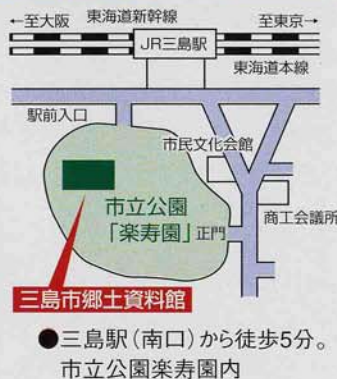 ←至大阪
東海道新幹線
至東京→
JR三島駅
東海道本線
駅前入口
市民文化会館
市立公園
「楽寿園」
正門
商工会議所
三島市郷土資料館
●三島駅(南口)から徒歩5分。
市立公園楽寿園内